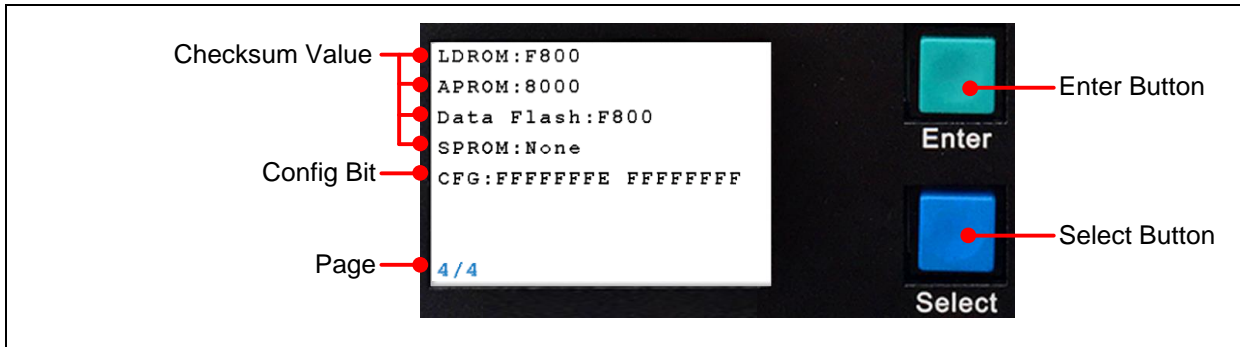 Checksum Value
LDROM:F800
APROM:8000
Data Flash:F800
SPROM:None
Config Bit
CFG:FFFFFFFE FFFFFFFF
Page
4/4
Enter Button
Enter
Select Button
Select